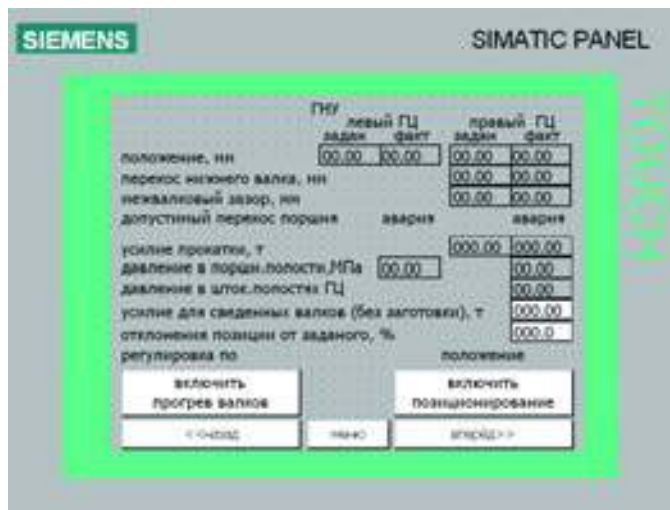 SIEMENS
SIMATIC PANEL
TOUCH
ГНУ
левый ГЦ правый ГЦ
задан факт задан факт
положение, мм 00.00 00.00 00.00 00.00
перекос нижнего валка, мм 00.00 00.00
межвалковый зазор, мм 00.00 00.00
допустимый перекос поршня авария авария
усилие прокатки, т 000.00 000.00
давление в поршн.полости,МПа 00.00 00.00
давление в шток.полостях ГЦ 00.00
усилие для сведенных валков (без заготовки), т 000.00
отклонения позиции от заданого, % 000.0
регулировка по положение
включить включить
прогрев валков позиционирование
<<назад меню вперёд>>